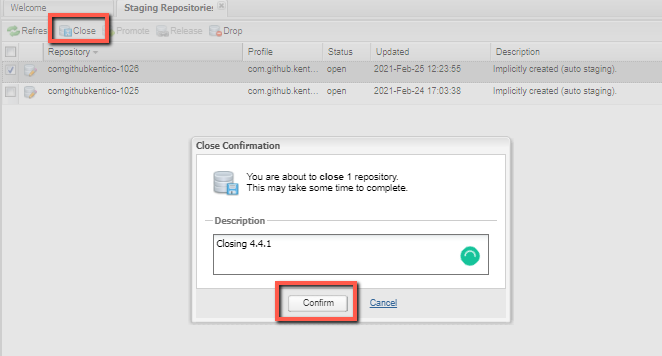 Welcome
Staging Repositories
Refresh Close Promote Release Drop
Repository Profile Status Updated Description
comgithubkentico-1026 com.github.kent... open 2021-Feb-25 12:23:55 Implicitly created (auto staging).
comgithubkentico-1025 com.github.kent... open 2021-Feb-24 17:03:38 Implicitly created (auto staging).
Close Confirmation
You are about to close 1 repository.
This may take some time to complete.
Description
Closing 4.4.1
Confirm Cancel